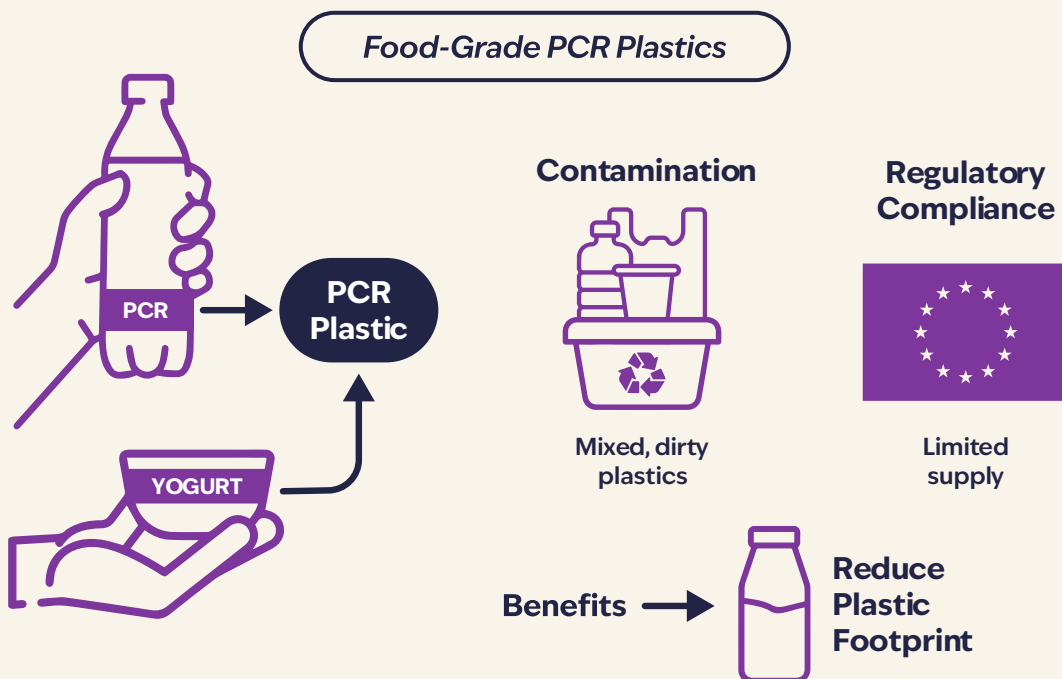 Food-Grade PCR Plastics
PCR
PCR
Plastic
YOGURT
Contamination
Mixed, dirty
plastics
Regulatory
Compliance
Limited
supply
Benefits
Reduce
Plastic
Footprint